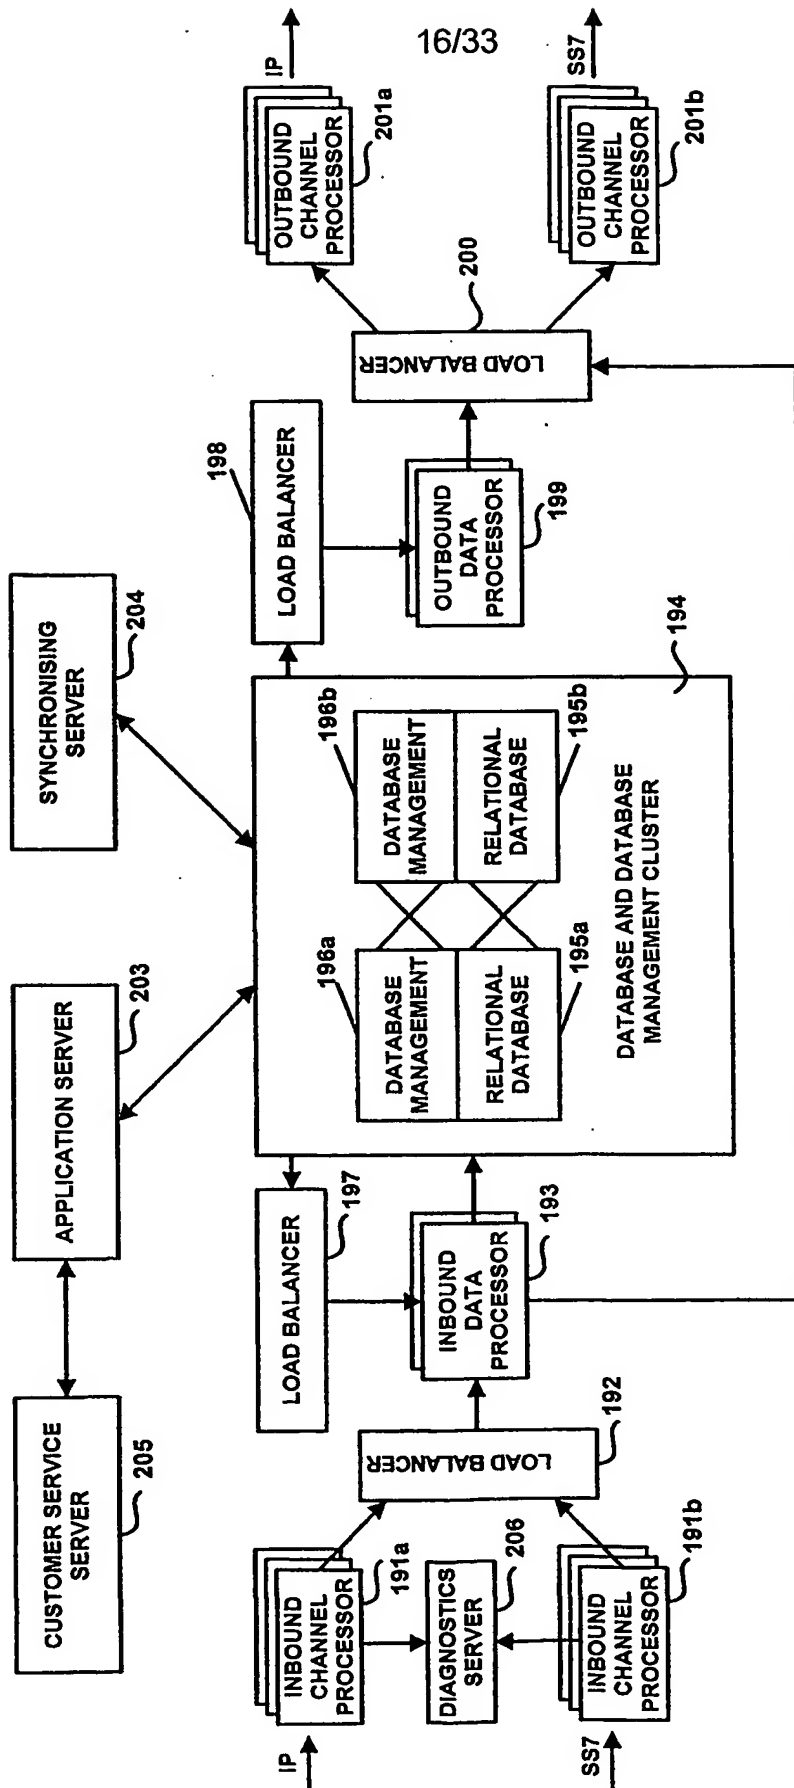 16/33
CUSTOMER SERVICE
SERVER
205
APPLICATION SERVER
203
SYNCHRONISING
SERVER
204
IP
INBOUND
CHANNEL
PROCESSOR
191a
DIAGNOSTICS
SERVER
206
SS7
INBOUND
CHANNEL
PROCESSOR
191b
LOAD BALANCER
192
LOAD BALANCER
197
INBOUND
DATA
PROCESSOR
193
196a
DATABASE
MANAGEMENT
RELATIONAL
DATABASE
195a
196b
DATABASE
MANAGEMENT
RELATIONAL
DATABASE
195b
DATABASE AND DATABASE
MANAGEMENT CLUSTER
194
198
LOAD BALANCER
OUTBOUND
DATA
PROCESSOR
199
LOAD BALANCER
200
OUTBOUND
CHANNEL
PROCESSOR
201a
IP
OUTBOUND
CHANNEL
PROCESSOR
201b
SS7